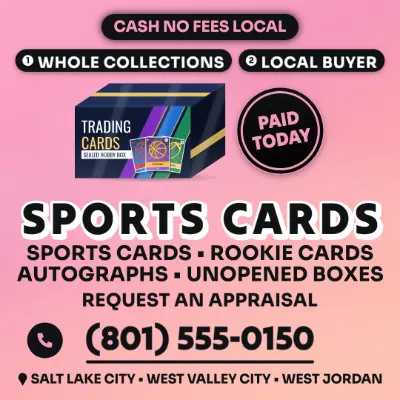 CASH NO FEES LOCAL
1 WHOLE COLLECTIONS
2 LOCAL BUYER
TRADING
CARDS
SEALED HOBBY BOX
PAID
TODAY
SPORTS CARDS
SPORTS CARDS ▪ ROOKIE CARDS
AUTOGRAPHS ▪ UNOPENED BOXES
REQUEST AN APPRAISAL
(801) 555-0150
SALT LAKE CITY ▪ WEST VALLEY CITY ▪ WEST JORDAN